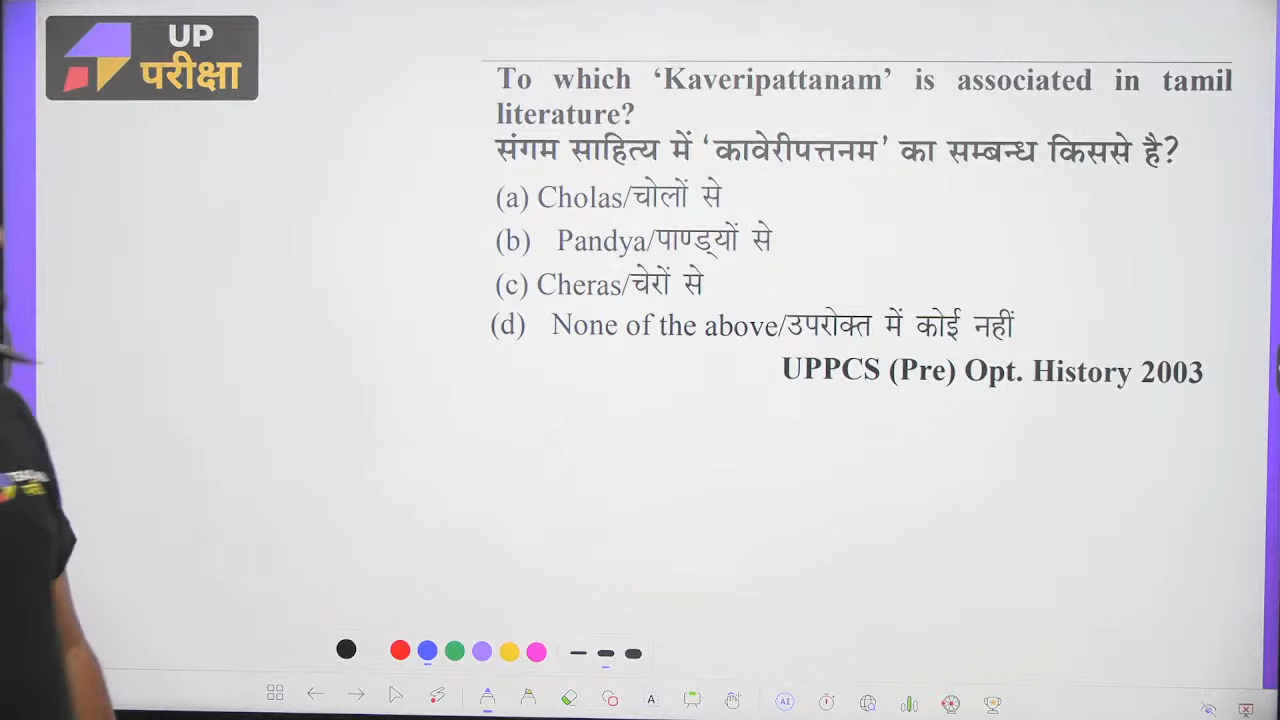 UP
परीक्षा
To which ‘Kaveripattanam’ is associated in tamil
literature?
संगम साहित्य में ‘कावेरीपत्तनम’ का सम्बन्ध किससे है?
(a) Cholas/चोलों से
(b) Pandya/पाण्ड्यों से
(c) Cheras/चेरों से
(d) None of the above/उपरोक्त में कोई नहीं
UPPCS (Pre) Opt. History 2003
A
AI